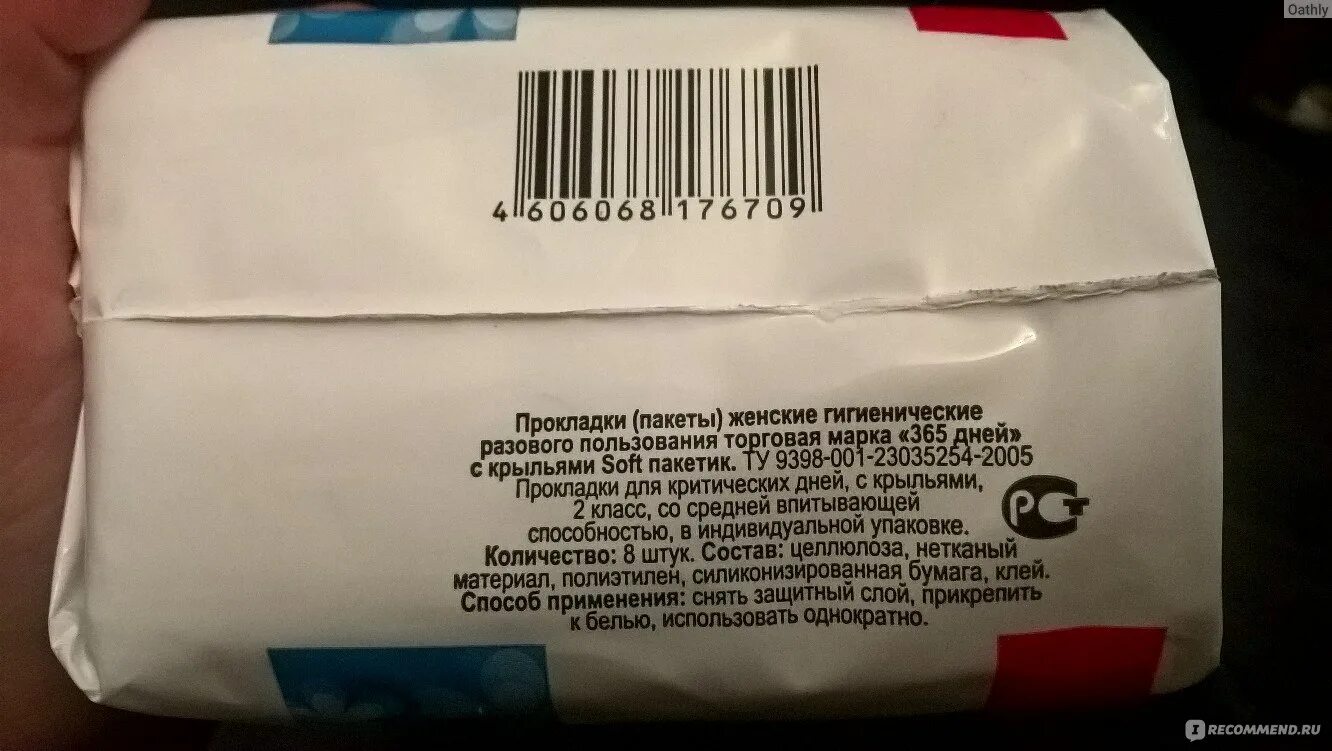 Oathly
4 606068 176709
Прокладки (пакеты) женские гигиенические
разового пользования торговая марка «365 дней»
с крыльями Soft пакетик. ТУ 9398-001-23035254-2005
Прокладки для критических дней, с крыльями,
2 класс, со средней впитывающей
способностью, в индивидуальной упаковке.
Количество: 8 штук. Состав: целлюлоза, нетканый
материал, полиэтилен, силиконизированная бумага, клей.
Способ применения: снять защитный слой, прикрепить
к белью, использовать однократно.
РСТ
IRECOMMEND.RU